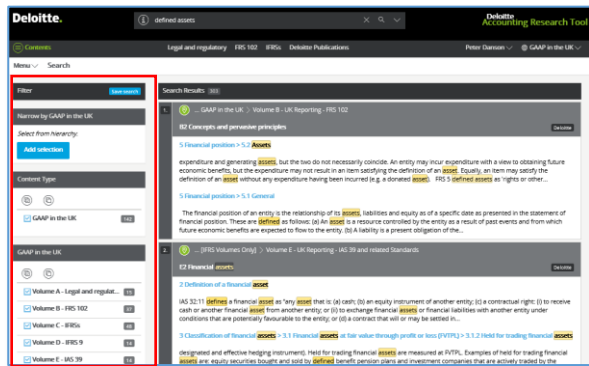 Deloitte.
defined assets
Deloitte
Accounting Research Tool
Contents
Legal and regulatory FRS 102 IFRSs Deloitte Publications
Peter Danson
GAAP in the UK
Menu Search
Filter
Save search
Narrow by GAAP in the UK
Select from hierarchy.
Add selection
Content Type
GAAP in the UK 142
GAAP in the UK
Volume A - Legal and regulat...
Volume B - FRS 102 37
Volume C - IFRSs
Volume D - IFRS 9 14
Volume E - IAS 39 14
Search Results 302
1. ... GAAP in the UK > Volume B - UK Reporting - FRS 102
B2 Concepts and pervasive principles
Deloitte
5 Financial position > 5.2 Assets
expenditure and generating assets, but the two do not necessarily coincide. An entity may incur expenditure with a view to obtaining future
economic benefits, but the expenditure may not result in an item satisfying the definition of an asset. Equally, an item may satisfy the
definition of an asset without any expenditure having been incurred (e.g. a donated asset). FRS 5 defined assets as 'rights or other...
5 Financial position > 5.1 General
The financial position of an entity is the relationship of its assets, liabilities and equity as of a specific date as presented in the statement of
financial position. These are defined as follows: (a) An asset is a resource controlled by the entity as a result of past events and from which
future economic benefits are expected to flow to the entity. (b) A liability is a present obligation of the...
2. ... [IFRS Volumes Only] > Volume E - UK Reporting - IAS 39 and related Standards
E2 Financial assets
Deloitte
2 Definition of a financial asset
IAS 32:11 defines a financial asset as "any asset that is: (a) cash; (b) an equity instrument of another entity; (c) a contractual right: (i) to receive
cash or another financial asset from another entity; or (ii) to exchange financial assets or financial liabilities with another entity under
conditions that are potentially favourable to the entity; or (d) a contract that will or may be settled in...
3 Classification of financial assets > 3.1 Financial assets at fair value through profit or loss (FVTPL) > 3.1.2 Held for trading financial assets
designated and effective hedging instrument). Held for trading financial assets are measured at FVTPL. Examples of held for trading financial
assets are: equity securities bought and sold by defined benefit pension plans and investment companies that are actively traded by the